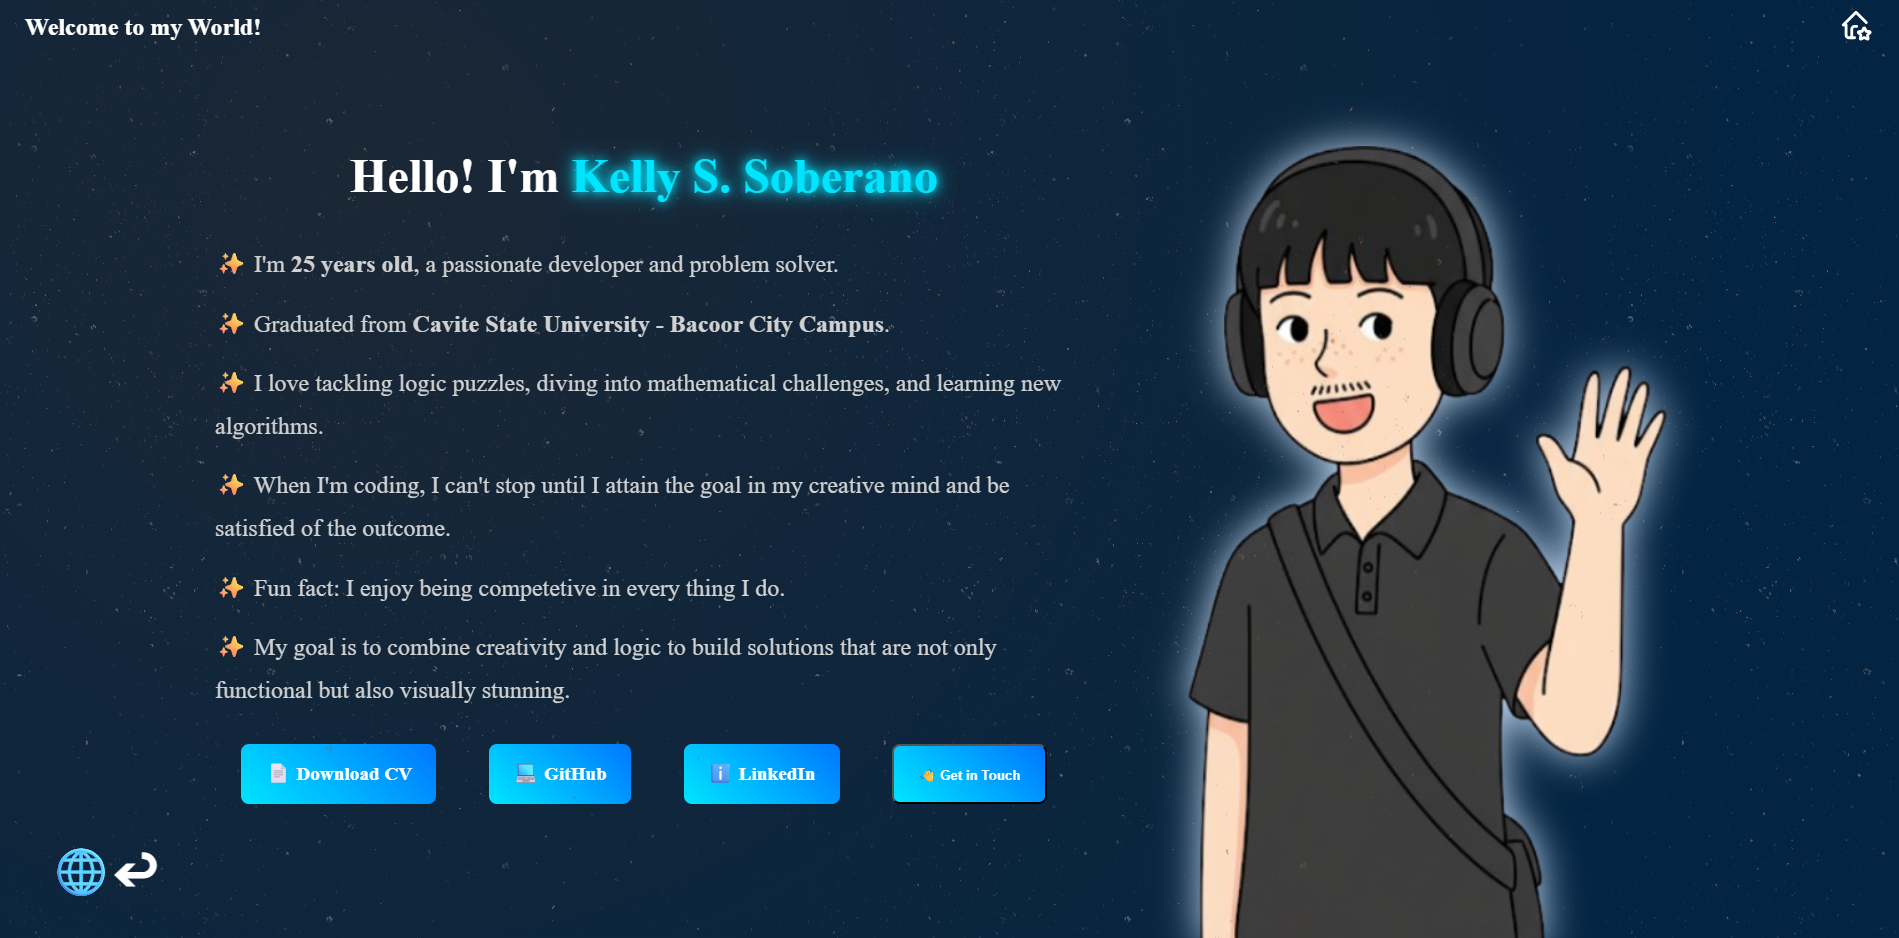 Welcome to my World!
Hello! I'm Kelly S. Soberano
✨ I'm 25 years old, a passionate developer and problem solver.
✨ Graduated from Cavite State University - Bacoor City Campus.
✨ I love tackling logic puzzles, diving into mathematical challenges, and learning new
algorithms.
✨ When I'm coding, I can't stop until I attain the goal in my creative mind and be
satisfied of the outcome.
✨ Fun fact: I enjoy being competetive in every thing I do.
✨ My goal is to combine creativity and logic to build solutions that are not only
functional but also visually stunning.
📄 Download CV
💻 GitHub
ℹ️ LinkedIn
👋 Get in Touch